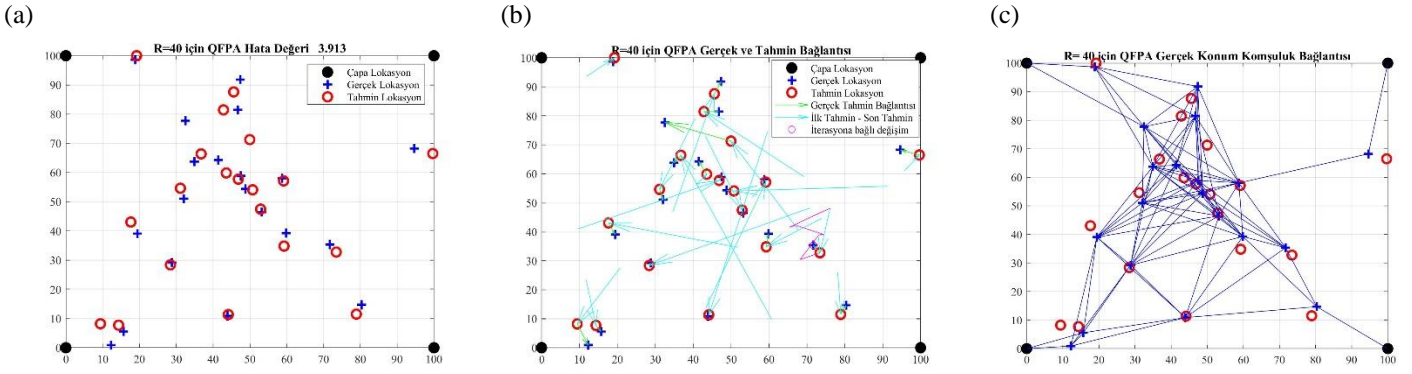 (a)
R=40 için QFPA Hata Değeri 3.913
Çapa Lokasyon
Gerçek Lokasyon
Tahmin Lokasyon
100
90
80
70
60
50
40
30
20
10
0
0 10 20 30 40 50 60 70 80 90 100
(b)
R=40 için QFPA Gerçek ve Tahmin Bağlantısı
Çapa Lokasyon
Gerçek Lokasyon
Tahmin Lokasyon
Gerçek Tahmin Bağlantısı
İlk Tahmin - Son Tahmin
İterasyona bağlı değişim
100
90
80
70
60
50
40
30
20
10
0
0 10 20 30 40 50 60 70 80 90 100
(c)
R= 40 için QFPA Gerçek Konum Komşuluk Bağlantısı
100
90
80
70
60
50
40
30
20
10
0
0 10 20 30 40 50 60 70 80 90 100